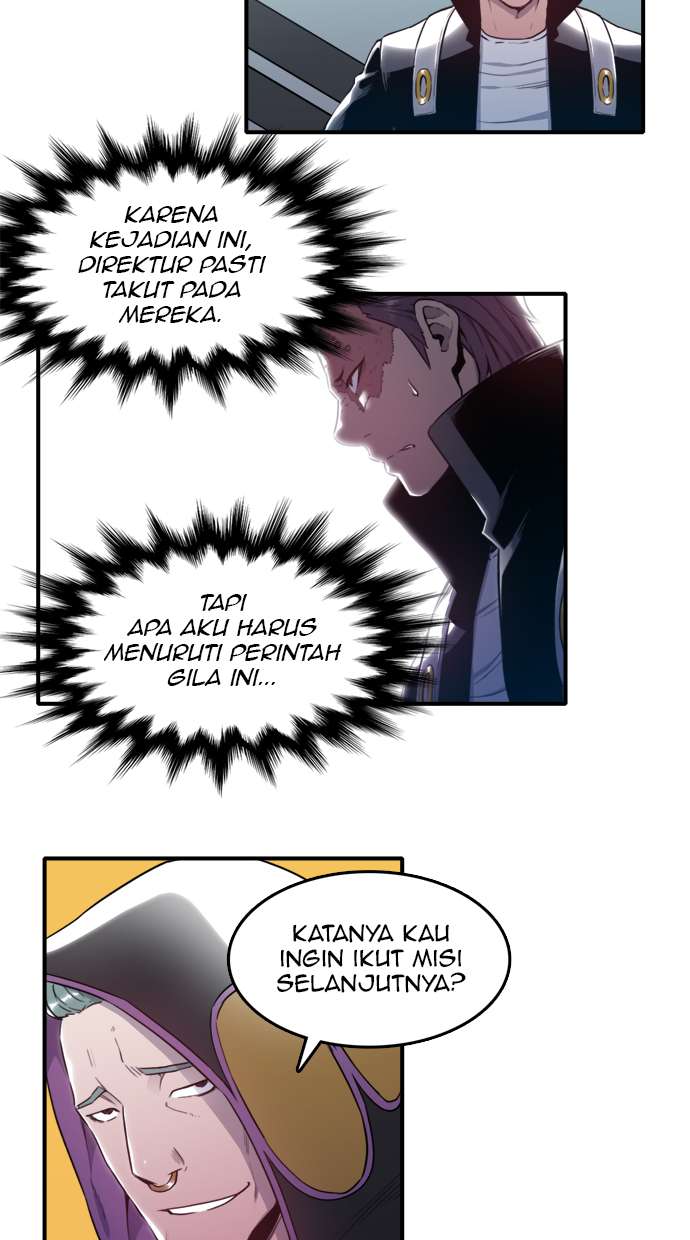 KARENA
KEJADIAN INI,
DIREKTUR PASTI
TAKUT PADA
MEREKA.
TAPI
APA AKU HARUS
MENURUTI PERINTAH
GILA INI...
KATANYA KAU
INGIN IKUT MISI
SELANJUTNYA?